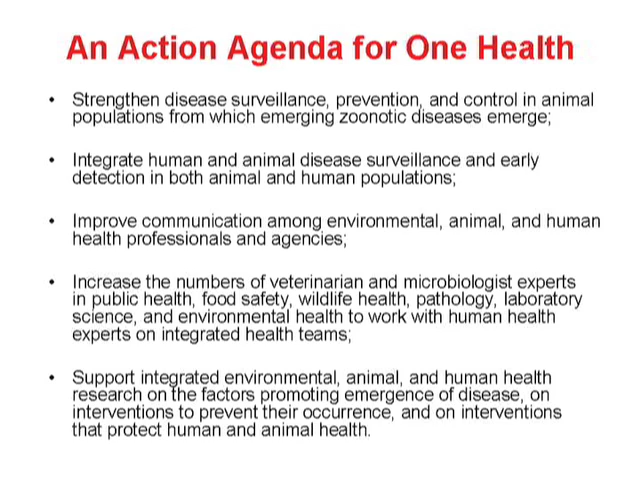 An Action Agenda for One Health
• Strengthen disease surveillance, prevention, and control in animal
populations from which emerging zoonotic diseases emerge;
• Integrate human and animal disease surveillance and early
detection in both animal and human populations;
• Improve communication among environmental, animal, and human
health professionals and agencies;
• Increase the numbers of veterinarian and microbiologist experts
in public health, food safety, wildlife health, pathology, laboratory
science, and environmental health to work with human health
experts on integrated health teams;
• Support integrated environmental, animal, and human health
research on the factors promoting emergence of disease, on
interventions to prevent their occurrence, and on interventions
that protect human and animal health.